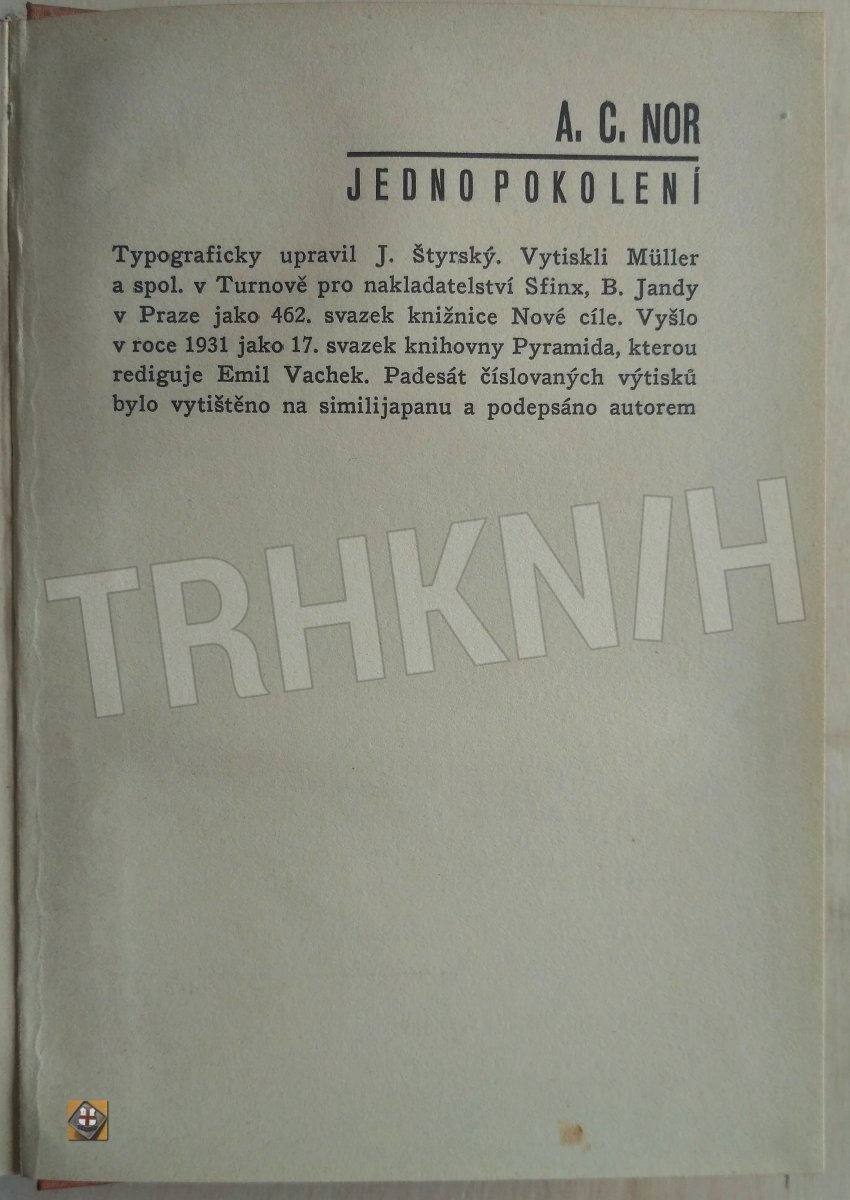 A. C. NOR
JEDNO POKOLENÍ
Typograficky upravil J. Štyrský. Vytiskli Müller
a spol. v Turnově pro nakladatelství Sfinx, B. Jandy
v Praze jako 462. svazek knižnice Nové cíle. Vyšlo
v roce 1931 jako 17. svazek knihovny Pyramida, kterou
rediguje Emil Vachek. Padesát číslovaných výtisků
bylo vytištěno na similijapanu a podepsáno autorem
TRHKNIH